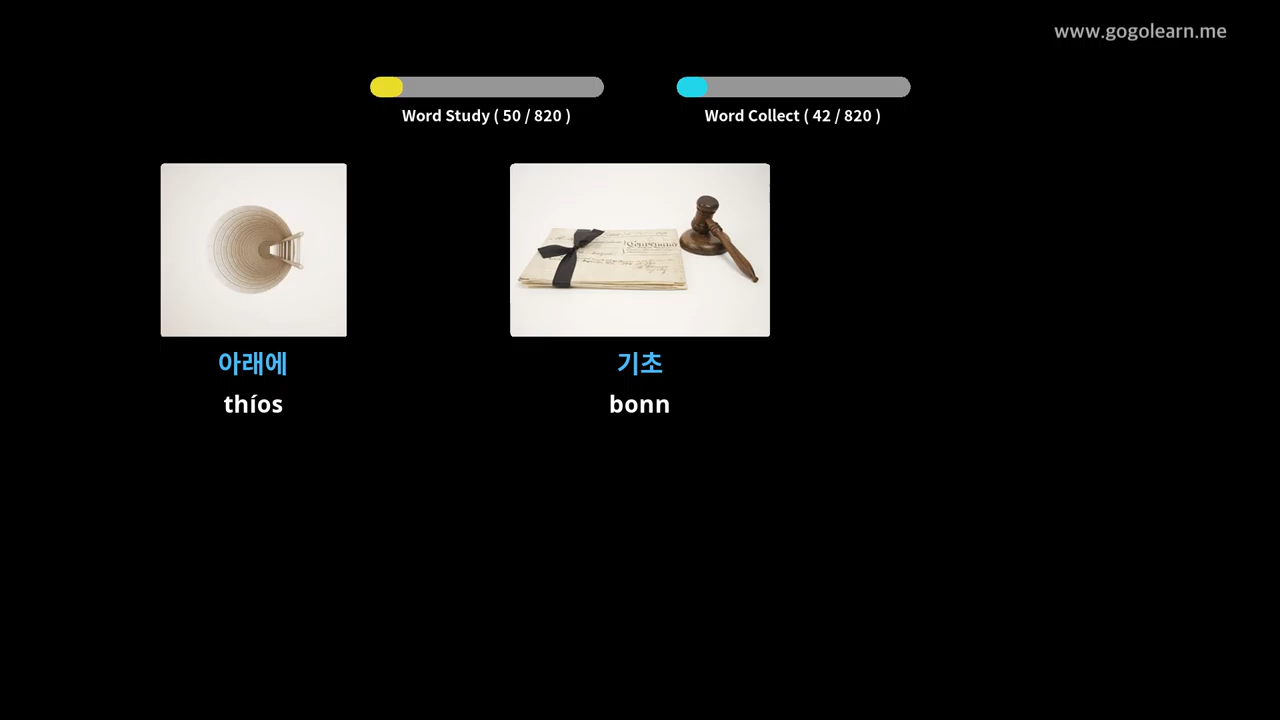 www.gogolearn.me
Word Study ( 50 / 820 )
Word Collect ( 42 / 820 )
아래에
기초
thíos
bonn